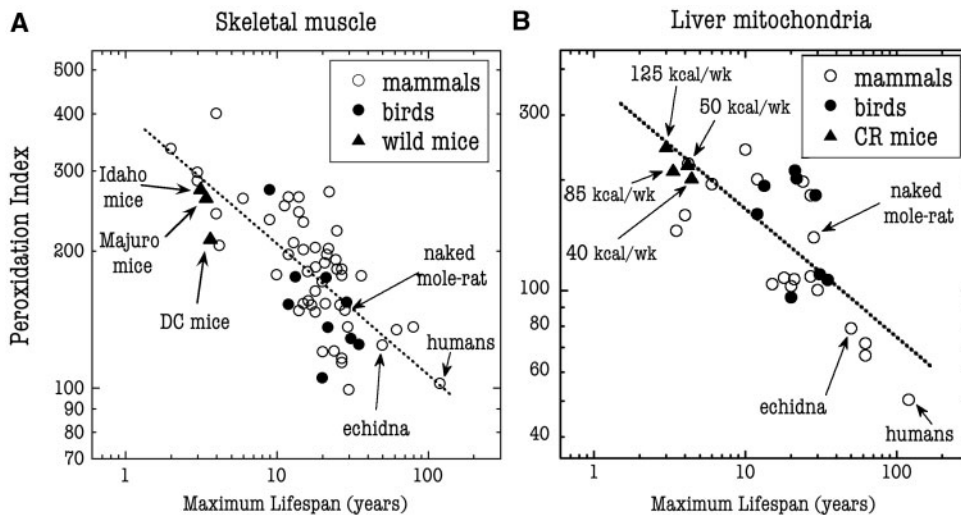 A Skeletal muscle
500
400
300
200
100
90
80
70
Peroxidation Index
1 10 100
Maximum Lifespan (years)
mammals
birds
wild mice
Idaho
mice
Majuro
mice
DC mice
naked
mole-rat
humans
echidna
B Liver mitochondria
300
100
80
60
40
1 10 100
Maximum Lifespan (years)
mammals
birds
CR mice
125 kcal/wk
50 kcal/wk
85 kcal/wk
40 kcal/wk
naked
mole-rat
echidna
humans